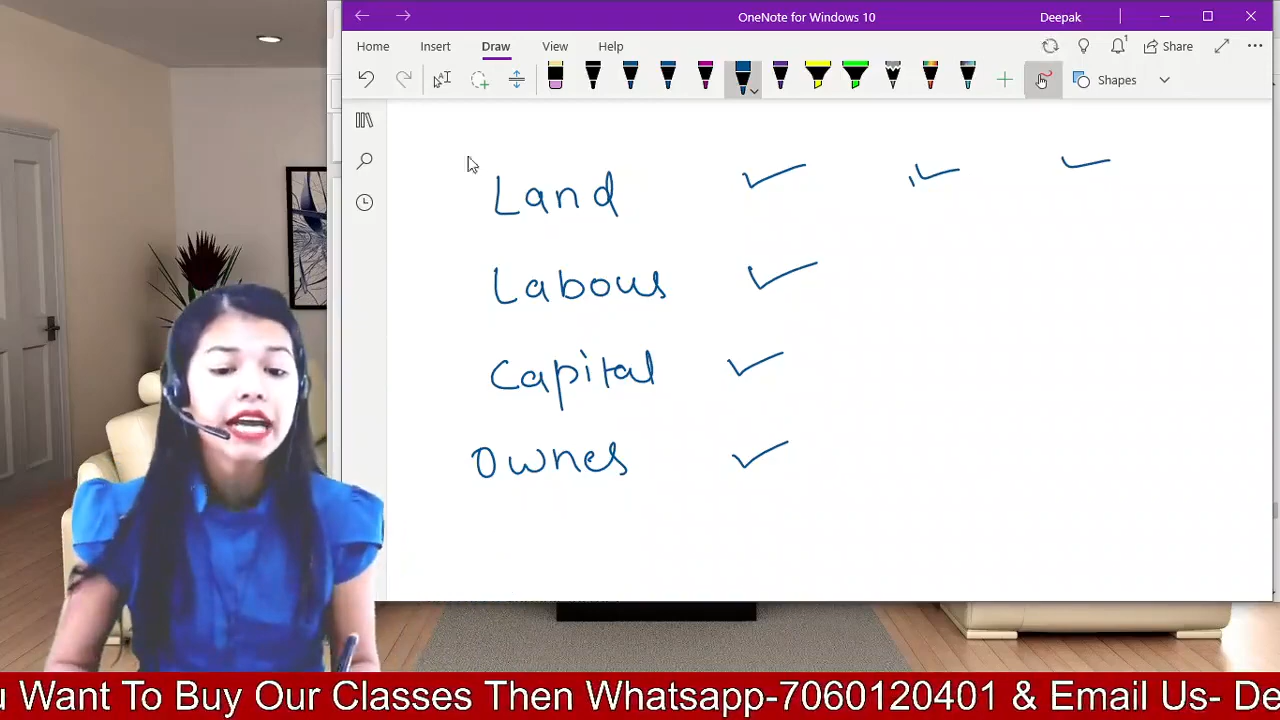 OneNote for Windows 10
Deepak
Home Insert Draw View Help
Share
Shapes
Land
Labour
Capital
Owner
u Want To Buy Our Classes Then Whatsapp-7060120401 & Email Us- De